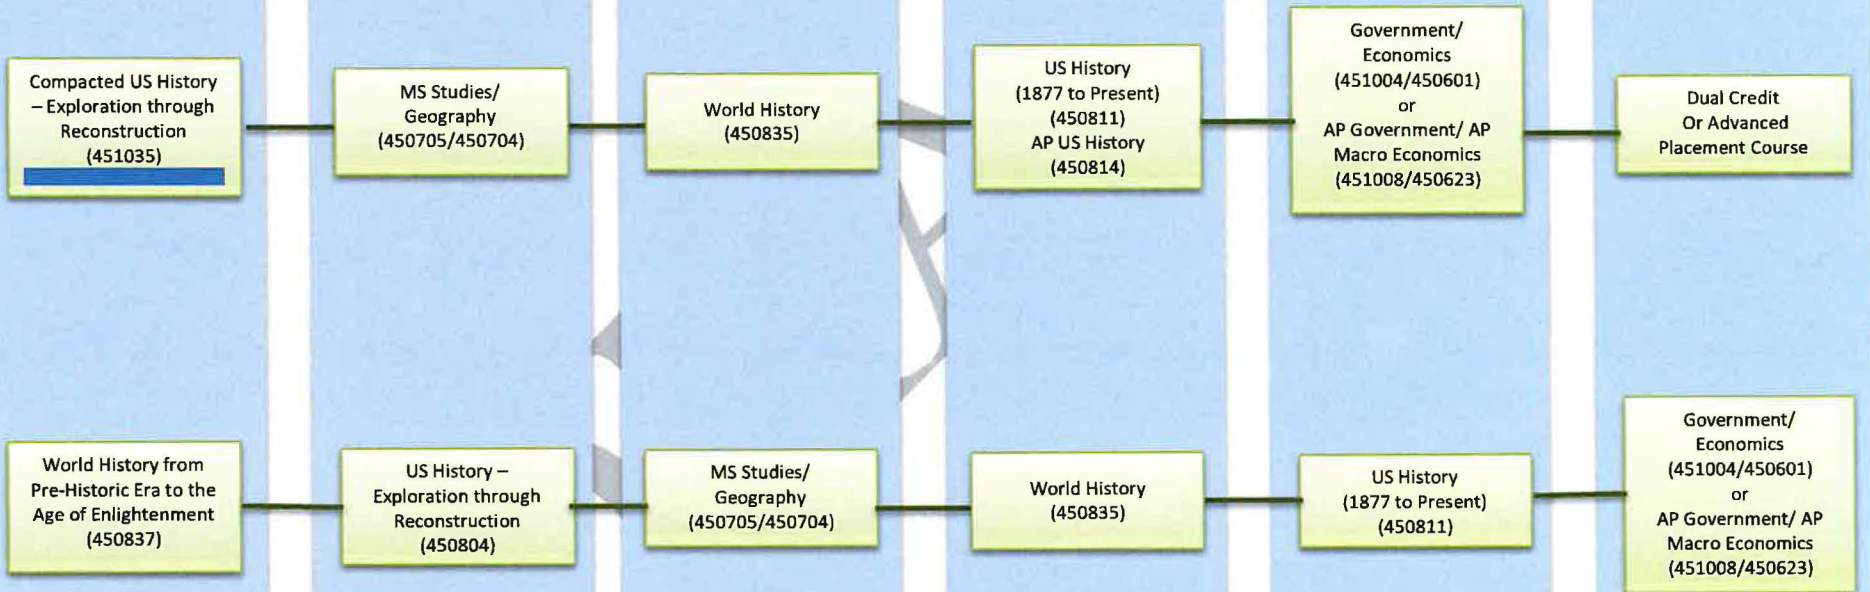 Compacted US History
– Exploration through
Reconstruction
(451035)
MS Studies/
Geography
(450705/450704)
World History
(450835)
US History
(1877 to Present)
(450811)
AP US History
(450814)
Government/
Economics
(451004/450601)
or
AP Government/ AP
Macro Economics
(451008/450623)
Dual Credit
Or Advanced
Placement Course
World History from
Pre-Historic Era to the
Age of Enlightenment
(450837)
US History –
Exploration through
Reconstruction
(450804)
MS Studies/
Geography
(450705/450704)
World History
(450835)
US History
(1877 to Present)
(450811)
Government/
Economics
(451004/450601)
or
AP Government/ AP
Macro Economics
(451008/450623)